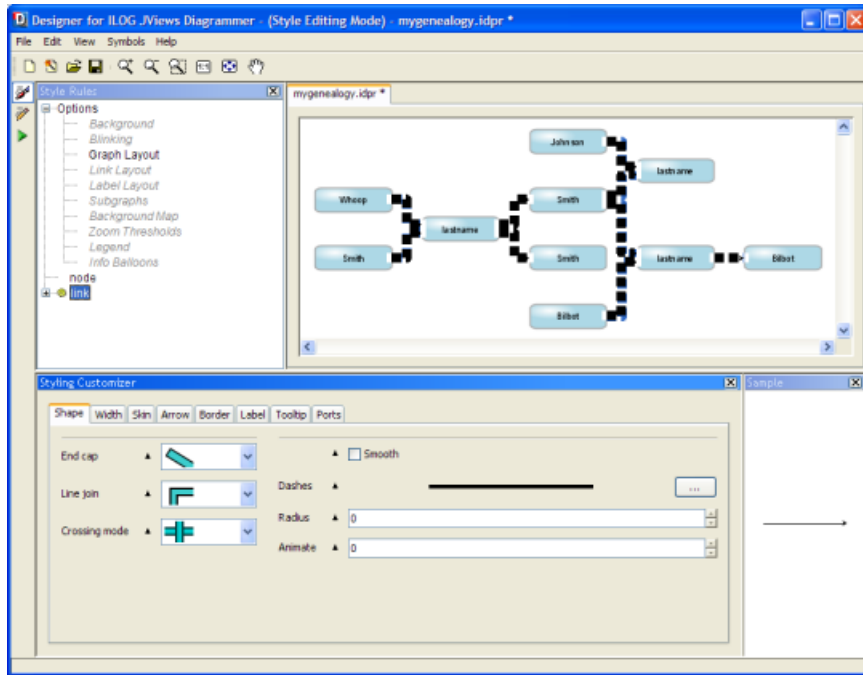 Designer for ILOG JViews Diagrammer - (Style Editing Mode) - mygenealogy.idpr *
File Edit View Symbols Help
Style Rules
mygenealogy.idpr *
Options
Background
Blinking
Graph Layout
Link Layout
Label Layout
Subgraphs
Background Map
Zoom Thresholds
Legend
Info Balloons
node
link
Johnson
lastname
Whoop
Smith
lastname
Smith
Smith
lastname
Bilbot
Bilbot
Styling Customizer
Sample
Shape Width Skin Arrow Border Label Tooltip Ports
End cap
Smooth
Line join
Dashes
...
Crossing mode
Radius 0
Animate 0